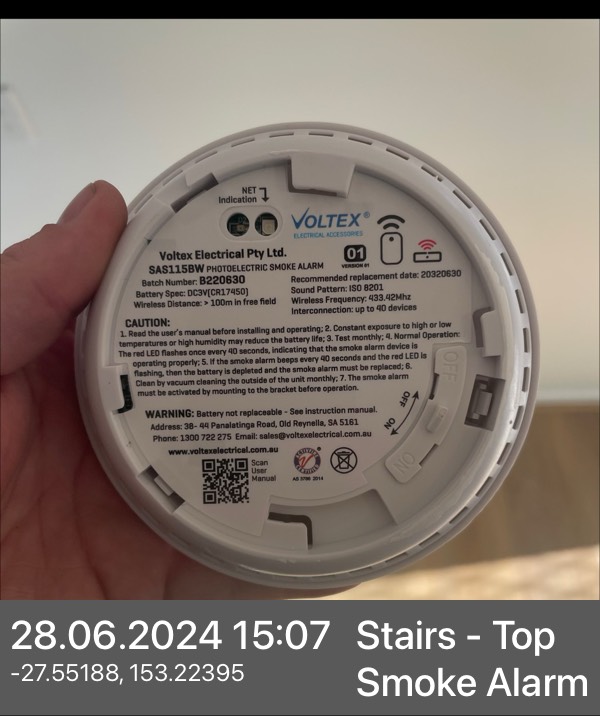 NET
Indication
VOLTEX®
ELECTRICAL ACCESSORIES
Voltex Electrical Pty Ltd.
SAS115BW PHOTOELECTRIC SMOKE ALARM
Batch Number: B220630
Battery Spec: DC3V[CR17450]
Wireless Distance: > 100m in free field
01
VERSION 01
Recommended replacement date: 20320630
Sound Pattern: ISO 8201
Wireless Frequency: 433.42Mhz
Interconnection: up to 40 devices
CAUTION:
1. Read the user's manual before installing and operating; 2. Constant exposure to high or low
temperatures or high humidity may reduce the battery life; 3. Test monthly; 4. Normal Operation:
The red LED flashes once every 40 seconds, indicating that the smoke alarm device is
operating properly; 5. If the smoke alarm beeps every 40 seconds and the red LED is
flashing, then the battery is depleted and the smoke alarm must be replaced; 6.
Clean by vacuum cleaning the outside of the unit monthly; 7. The smoke alarm
must be activated by mounting to the bracket before operation.
OFF
OFF
ON
ON
WARNING: Battery not replaceable - See instruction manual.
Address: 38- 44 Panalatinga Road, Old Reynella, SA 5161
Phone: 1300 722 275 Email: sales@voltexelectrical.com.au
www.voltexelectrical.com.au
Scan
User
Manual
AS 3786 2014
28.06.2024 15:07
-27.55188, 153.22395
Stairs - Top
Smoke Alarm